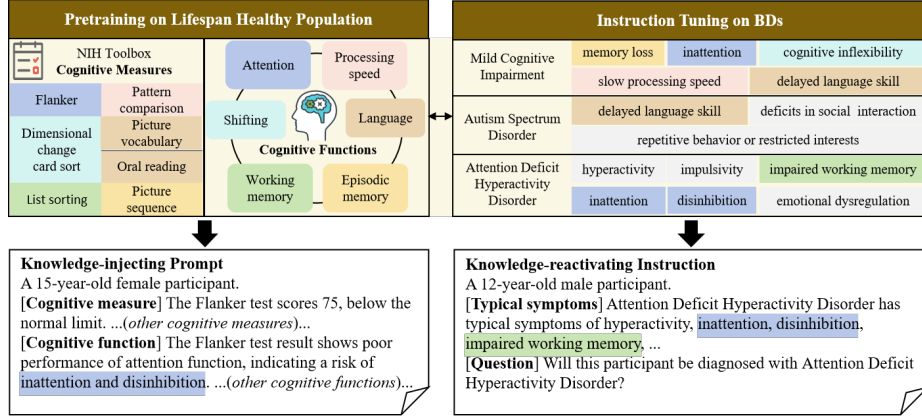 Pretraining on Lifespan Healthy Population
NIH Toolbox
Cognitive Measures
Flanker
Pattern
comparison
Dimensional
change
card sort
Picture
vocabulary
Oral reading
List sorting
Picture
sequence
Attention
Processing
speed
Shifting
Language
Cognitive Functions
Working
memory
Episodic
memory
Instruction Tuning on BDs
Mild Cognitive
Impairment
memory loss
inattention
cognitive inflexibility
slow processing speed
delayed language skill
Autism Spectrum
Disorder
delayed language skill
deficits in social interaction
repetitive behavior or restricted interests
Attention Deficit
Hyperactivity
Disorder
hyperactivity
impulsivity
impaired working memory
inattention
disinhibition
emotional dysregulation
Knowledge-injecting Prompt
A 15-year-old female participant.
[Cognitive measure] The Flanker test scores 75, below the
normal limit. ...(other cognitive measures)...
[Cognitive function] The Flanker test result shows poor
performance of attention function, indicating a risk of
inattention and disinhibition. ...(other cognitive functions)...
Knowledge-reactivating Instruction
A 12-year-old male participant.
[Typical symptoms] Attention Deficit Hyperactivity Disorder has
typical symptoms of hyperactivity, inattention, disinhibition,
impaired working memory, ...
[Question] Will this participant be diagnosed with Attention Deficit
Hyperactivity Disorder?